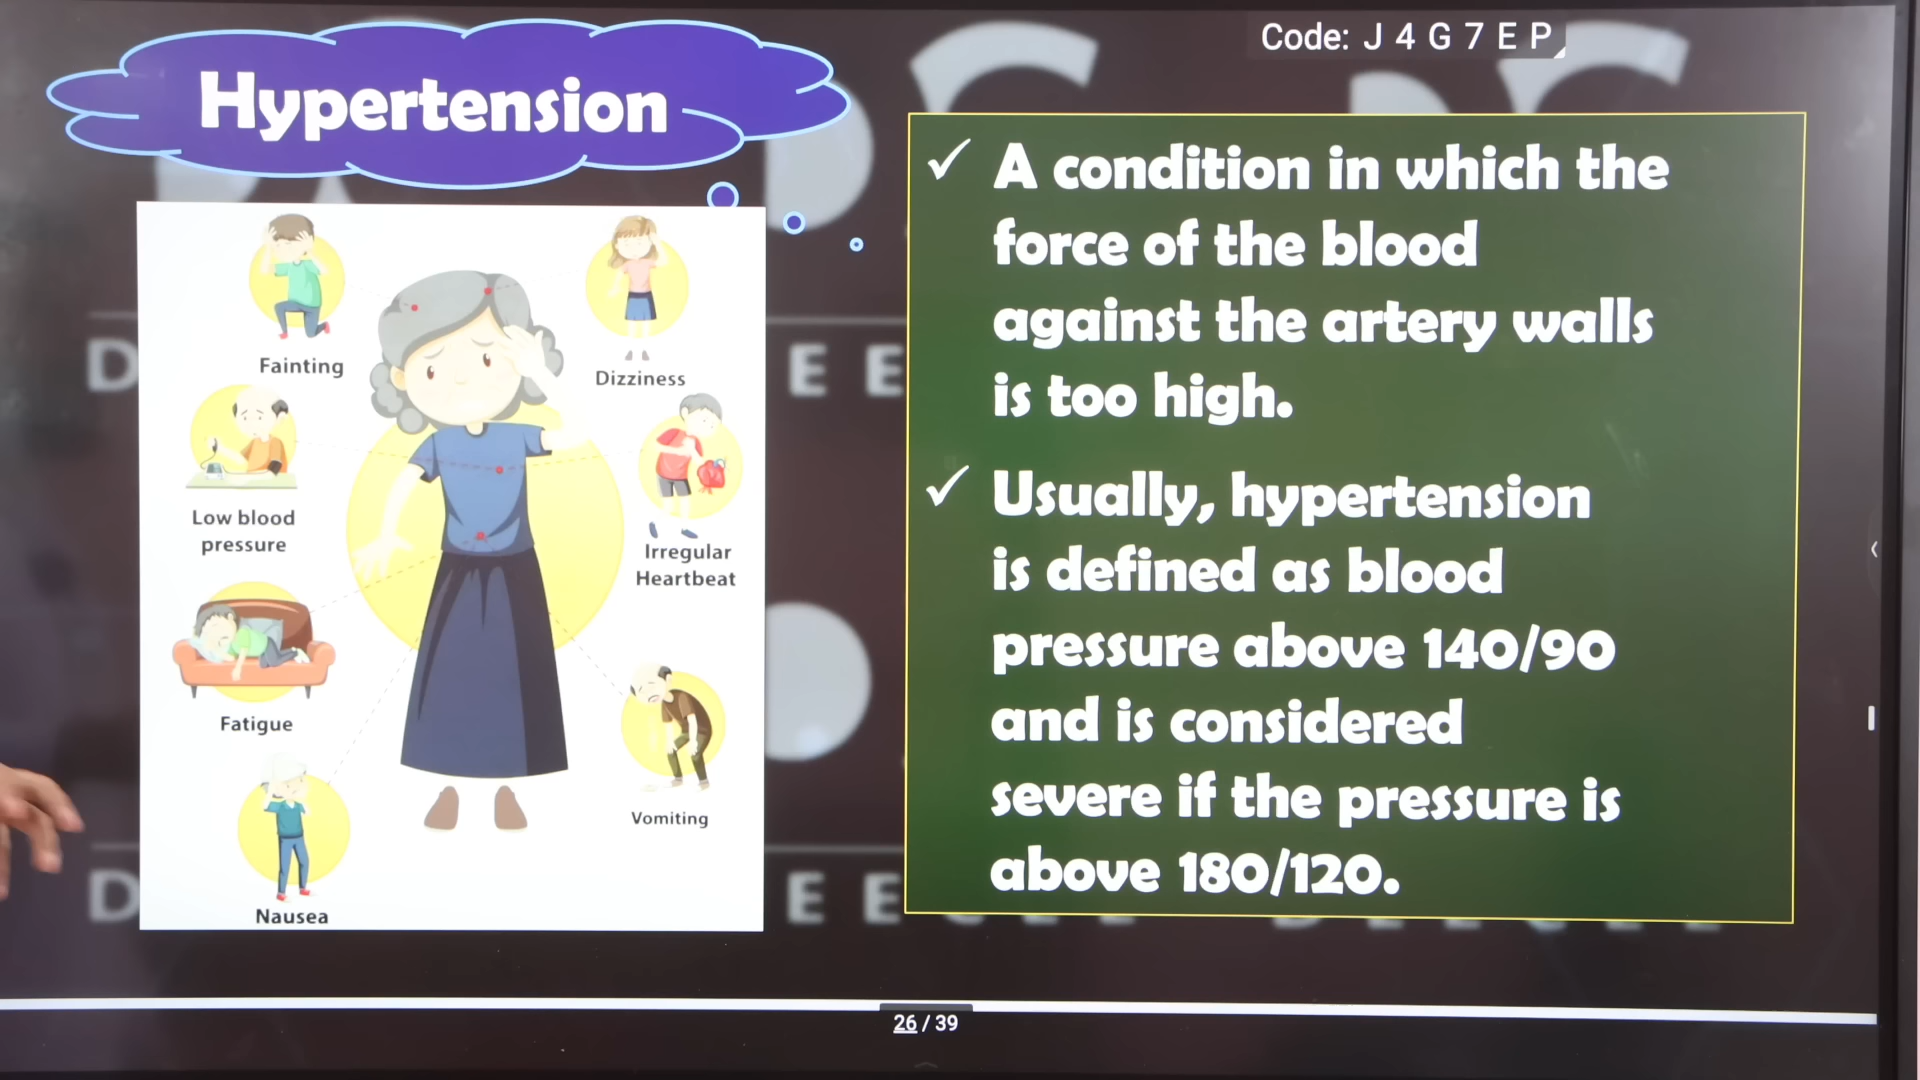 Code: J 4 G 7 E P
Hypertension
Fainting
Dizziness
Low blood
pressure
Irregular
Heartbeat
Fatigue
Vomiting
Nausea
✓ A condition in which the
force of the blood
against the artery walls
is too high.
✓ Usually, hypertension
is defined as blood
pressure above 140/90
and is considered
severe if the pressure is
above 180/120.
26 / 39